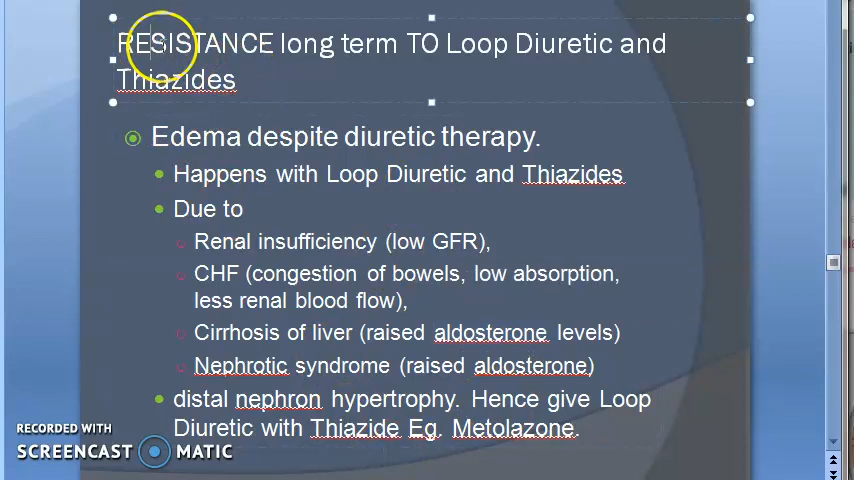 RESISTANCE long term TO Loop Diuretic and
Thiazides
Edema despite diuretic therapy.
Happens with Loop Diuretic and Thiazides
Due to
Renal insufficiency (low GFR),
CHF (congestion of bowels, low absorption,
less renal blood flow),
Cirrhosis of liver (raised aldosterone levels)
Nephrotic syndrome (raised aldosterone)
distal nephron hypertrophy. Hence give Loop
Diuretic with Thiazide Eg. Metolazone.
RECORDED WITH
SCREENCAST MATIC